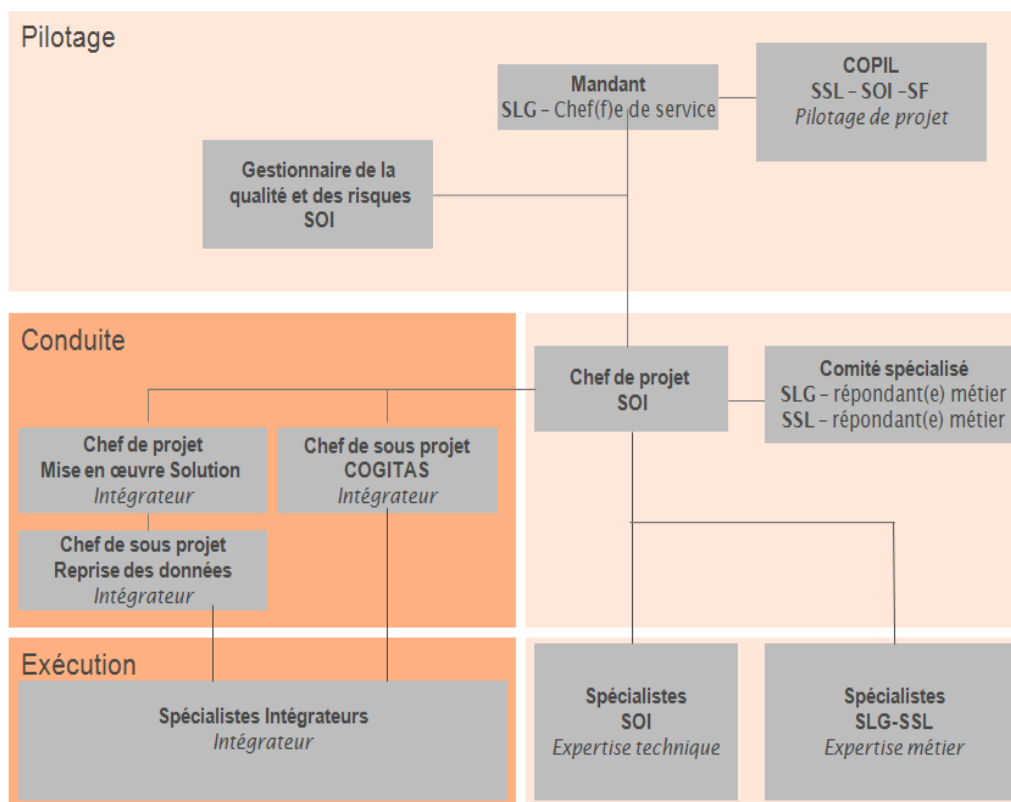 Pilotage
Mandant
SLG – Chef(f)e de service
COPIL
SSL – SOI –SF
Pilotage de projet
Gestionnaire de la
qualité et des risques
SOI
Conduite
Chef de projet
SOI
Comité spécialisé
SLG – répondant(e) métier
SSL – répondant(e) métier
Chef de projet
Mise en œuvre Solution
Intégrateur
Chef de sous projet
COGITAS
Intégrateur
Chef de sous projet
Reprise des données
Intégrateur
Exécution
Spécialistes Intégrateurs
Intégrateur
Spécialistes
SOI
Expertise technique
Spécialistes
SLG-SSL
Expertise métier